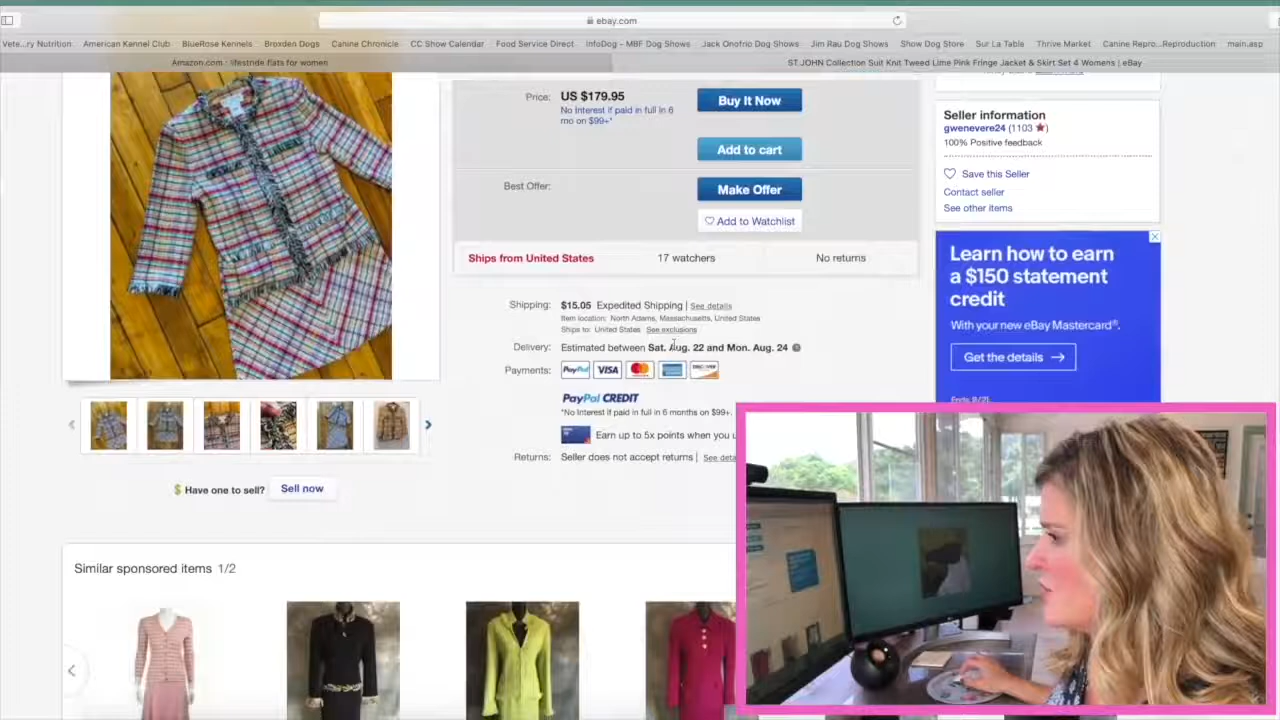 ebay.com
Vete...ry Nutrition American Kennel Club BlueRose Kennels Broxden Dogs Canine Chronicle CC Show Calendar Food Service Direct InfoDog - MBF Dog Shows Jack Onofrio Dog Shows Jim Rau Dog Shows Show Dog Store Sur La Table Thrive Market Canine Repro...Reproduction main.asp
Amazon.com : lifestride flats for women
ST.JOHN Collection Suit Knit Tweed Lime Pink Fringe Jacket & Skirt Set 4 Womens | eBay
Price: US $179.95
No Interest if paid in full in 6
mo on $99+*
Buy It Now
Add to cart
Best Offer:
Make Offer
Add to Watchlist
Ships from United States 17 watchers No returns
Shipping: $15.05 Expedited Shipping | See details
Item location: North Adams, Massachusetts, United States
Ships to: United States See exclusions
Delivery: Estimated between Sat. Aug. 22 and Mon. Aug. 24
Payments: PayPal VISA MasterCard DISCOVER
PayPal CREDIT
*No Interest if paid in full in 6 months on $99+.
Earn up to 5x points when you u
Returns: Seller does not accept returns | See deta
Seller information
gwenevere24 (1103 )
100% Positive feedback
Save this Seller
Contact seller
See other items
Learn how to earn
a $150 statement
credit
With your new eBay Mastercard®.
Get the details →
$ Have one to sell? Sell now
Similar sponsored items 1/2